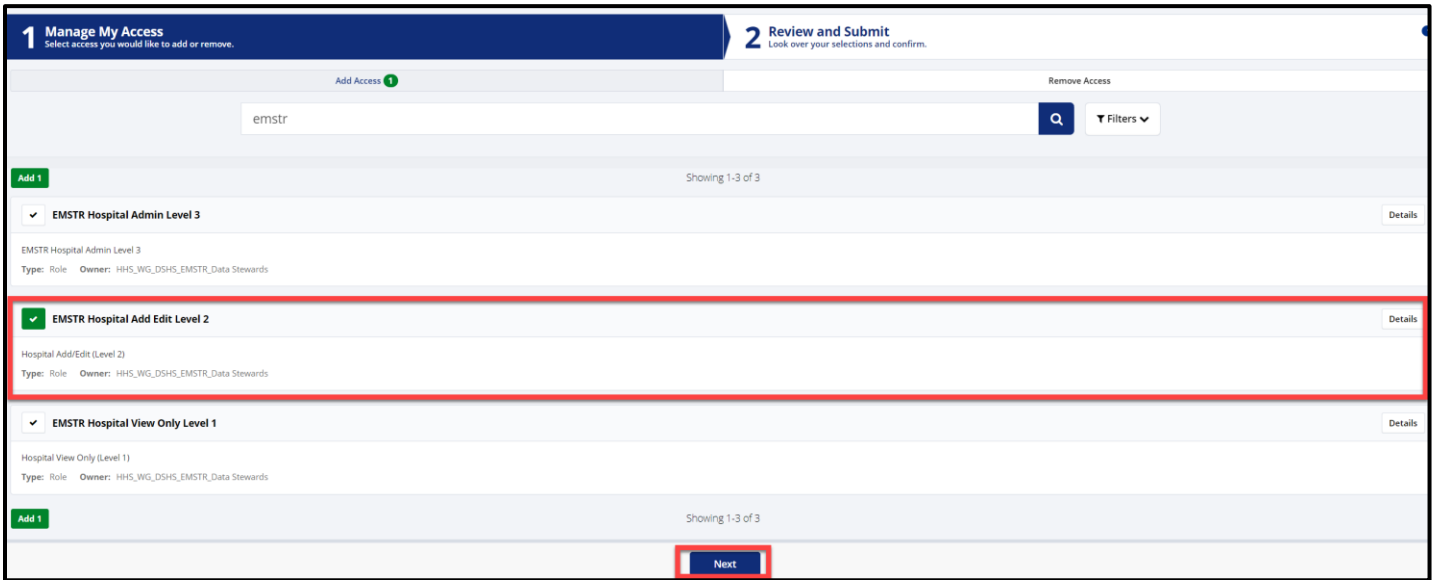 1 Manage My Access
Select access you would like to add or remove.
2 Review and Submit
Look over your selections and confirm.
Add Access 1
Remove Access
emstr
Filters
Add 1
Showing 1-3 of 3
EMSTR Hospital Admin Level 3
Details
EMSTR Hospital Admin Level 3
Type: Role Owner: HHS_WG_DSHS_EMSTR_Data Stewards
EMSTR Hospital Add Edit Level 2
Details
Hospital Add/Edit (Level 2)
Type: Role Owner: HHS_WG_DSHS_EMSTR_Data Stewards
EMSTR Hospital View Only Level 1
Details
Hospital View Only (Level 1)
Type: Role Owner: HHS_WG_DSHS_EMSTR_Data Stewards
Add 1
Showing 1-3 of 3
Next